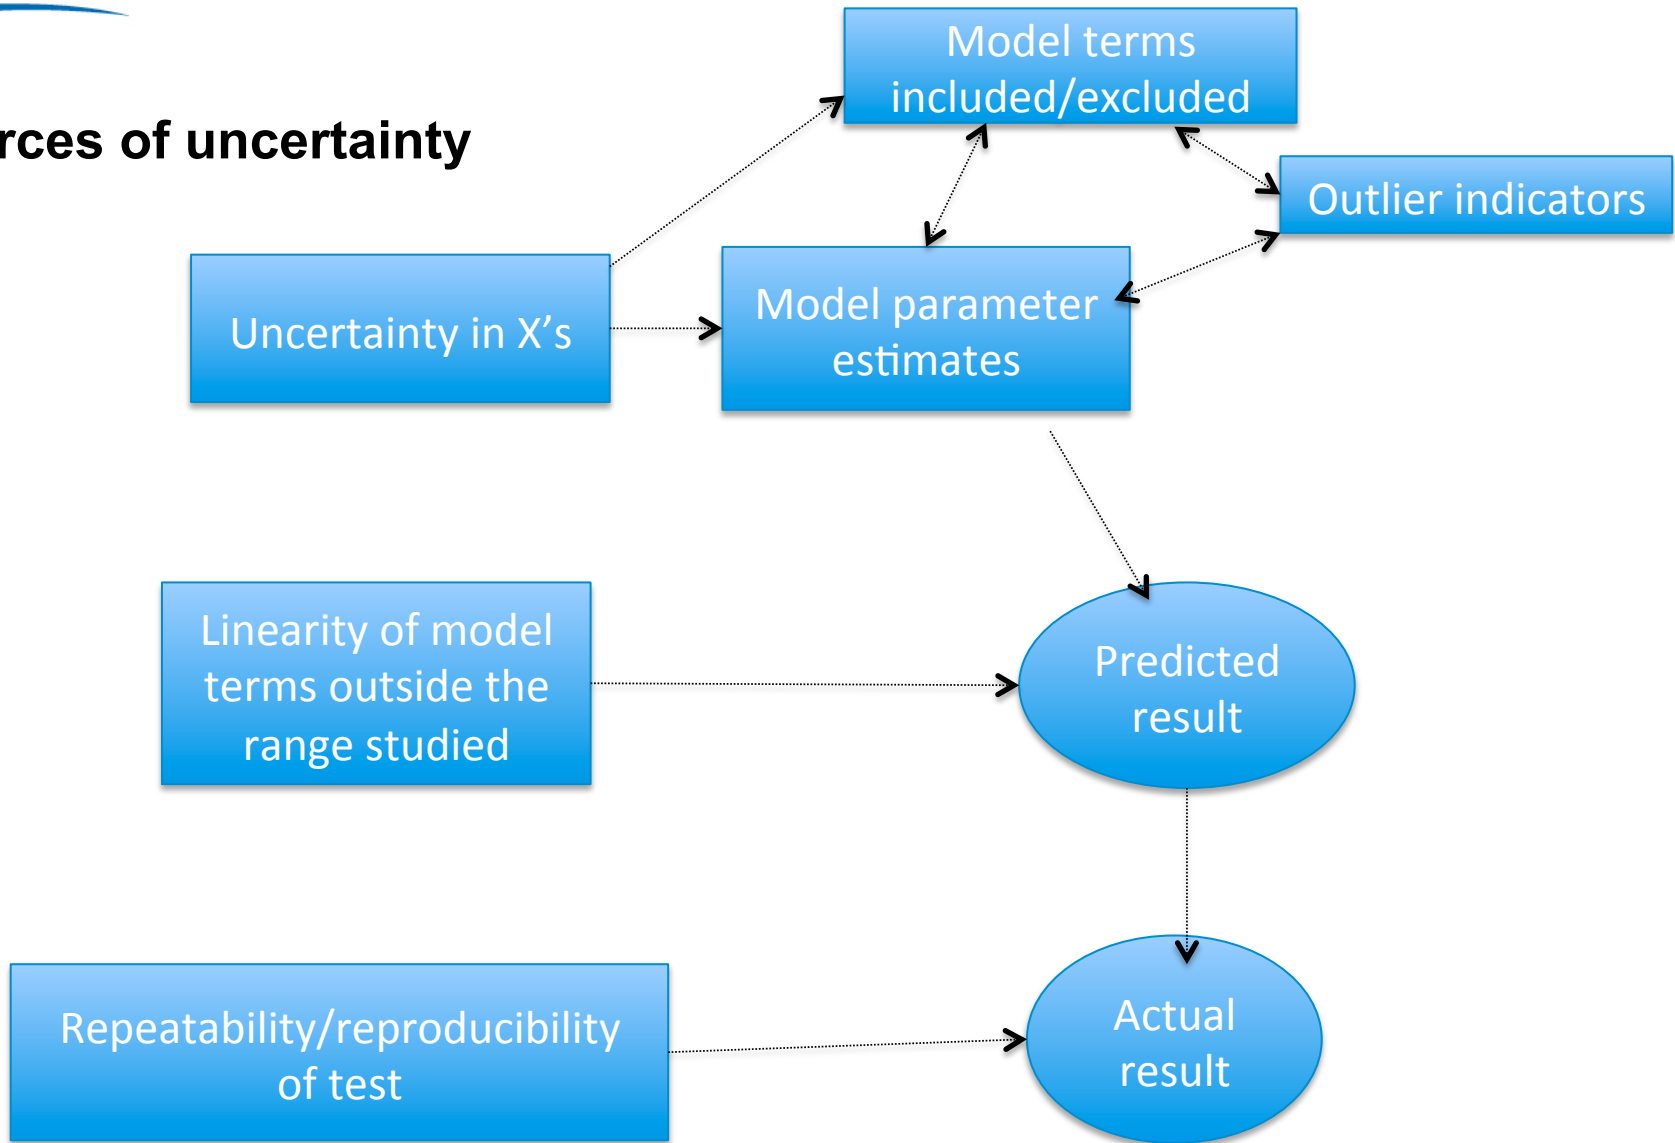 Model terms
included/excluded
rces of uncertainty
Outlier indicators
Uncertainty in X’s
Model parameter
estimates
Linearity of model
terms outside the
range studied
Predicted
result
Repeatability/reproducibility
of test
Actual
result